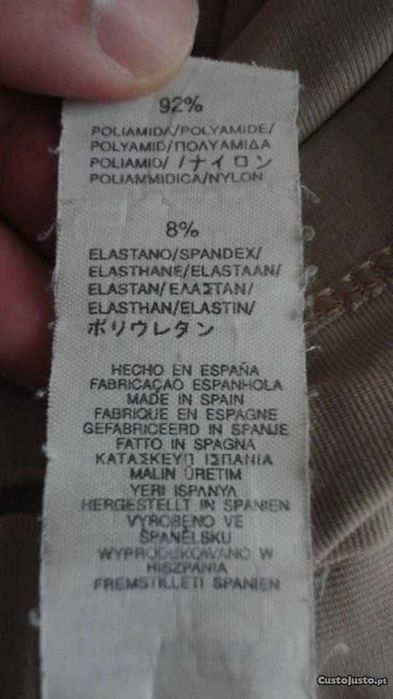 92%
POLIAMIDA/POLYAMIDE/
POLYAMID/ΠΟΛΥΑΜΙΔΑ
POLIAMID/ /ナイロン
POLIAMMIDICA/NYLON
8%
ELASTANO/SPANDEX/
ELASTHANE/ELASTAAN/
ELASTAN/ΕΛΑΣΤΑΝ/
ELASTHAN/ELASTIN/
ポリウレタン
HECHO EN ESPAÑA
FABRICAÇAO ESPANHOLA
MADE IN SPAIN
FABRIQUE EN ESPAGNE
GEFABRICEERD IN SPANJE
FATTO IN SPAGNA
ΚΑΤΑΣΚΕΥΠ ΙΣΠΑΝΙΑ
MALIN ÜRETIM
YERI ISPANYA
HERGESTELLT IN SPANIEN
VYROBENO VE
ŠPANĚLSKU
WYPRODUKOWANO W
HISZPANIA
FREMSTILLETI SPANIEN
CustoJusto.pt